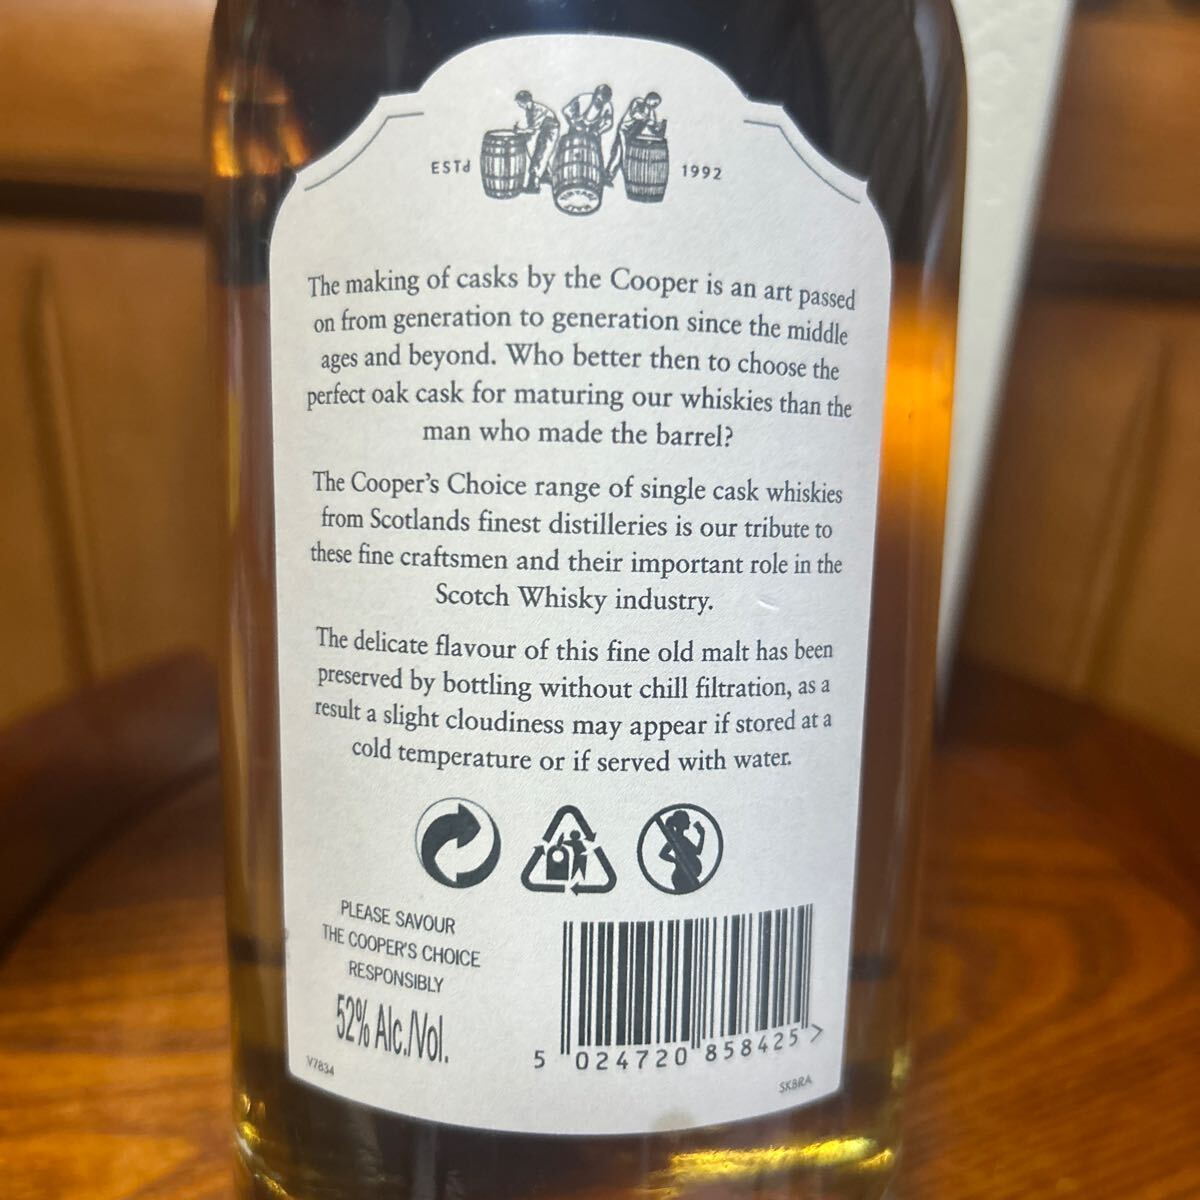 ESTd 1992
The making of casks by the Cooper is an art passed
on from generation to generation since the middle
ages and beyond. Who better then to choose the
perfect oak cask for maturing our whiskies than the
man who made the barrel?
The Cooper's Choice range of single cask whiskies
from Scotlands finest distilleries is our tribute to
these fine craftsmen and their important role in the
Scotch Whisky industry.
The delicate flavour of this fine old malt has been
preserved by bottling without chill filtration, as a
result a slight cloudiness may appear if stored at a
cold temperature or if served with water.
PLEASE SAVOUR
THE COOPER'S CHOICE
RESPONSIBLY
52% Alc./Vol.
V7834
5 024720 858425 >
SKBRA